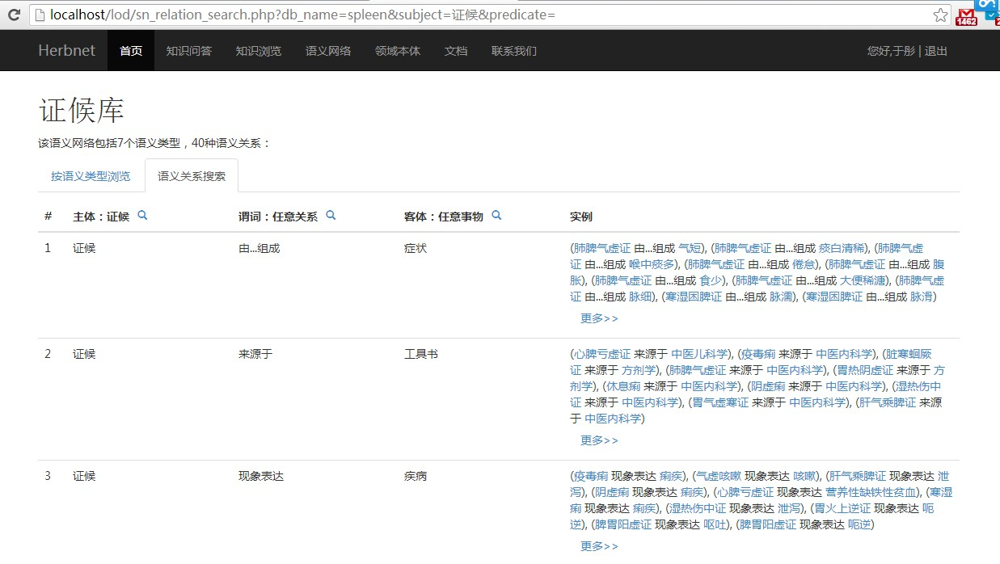 localhost/lod/sn_relation_search.php?db_name=spleen&subject=证候&predicate=
1462
Herbnet 首页 知识问答 知识浏览 语义网络 领域本体 文档 联系我们 您好,于彤 | 退出
证候库
该语义网络包括7个语义类型，40种语义关系：
按语义类型浏览 语义关系搜索
# 主体：证候 谓词：任意关系 客体：任意事物 实例
1 证候 由...组成 症状 (肺脾气虚证 由...组成 气短), (肺脾气虚证 由...组成 痰白清稀), (肺脾气虚
证 由...组成 喉中痰多), (肺脾气虚证 由...组成 倦怠), (肺脾气虚证 由...组成 腹
胀), (肺脾气虚证 由...组成 食少), (肺脾气虚证 由...组成 大便稀溏), (肺脾气虚
证 由...组成 脉细), (寒湿困脾证 由...组成 脉濡), (寒湿困脾证 由...组成 脉滑)
更多>>
2 证候 来源于 工具书 (心脾亏虚证 来源于 中医儿科学), (疫毒痢 来源于 中医内科学), (脏寒蛔厥
证 来源于 方剂学), (肺脾气虚证 来源于 中医内科学), (胃热阴虚证 来源于 方
剂学), (休息痢 来源于 中医内科学), (阴虚痢 来源于 中医内科学), (湿热伤中
证 来源于 中医内科学), (胃气虚寒证 来源于 中医内科学), (肝气乘脾证 来源
于 中医内科学)
更多>>
3 证候 现象表达 疾病 (疫毒痢 现象表达 痢疾), (气虚咳嗽 现象表达 咳嗽), (肝气乘脾证 现象表达 泄
泻), (阴虚痢 现象表达 痢疾), (心脾亏虚证 现象表达 营养性缺铁性贫血), (寒湿
痢 现象表达 痢疾), (湿热伤中证 现象表达 泄泻), (胃火上逆证 现象表达 呃
逆), (脾胃阳虚证 现象表达 呕吐), (脾胃阳虚证 现象表达 呃逆)
更多>>